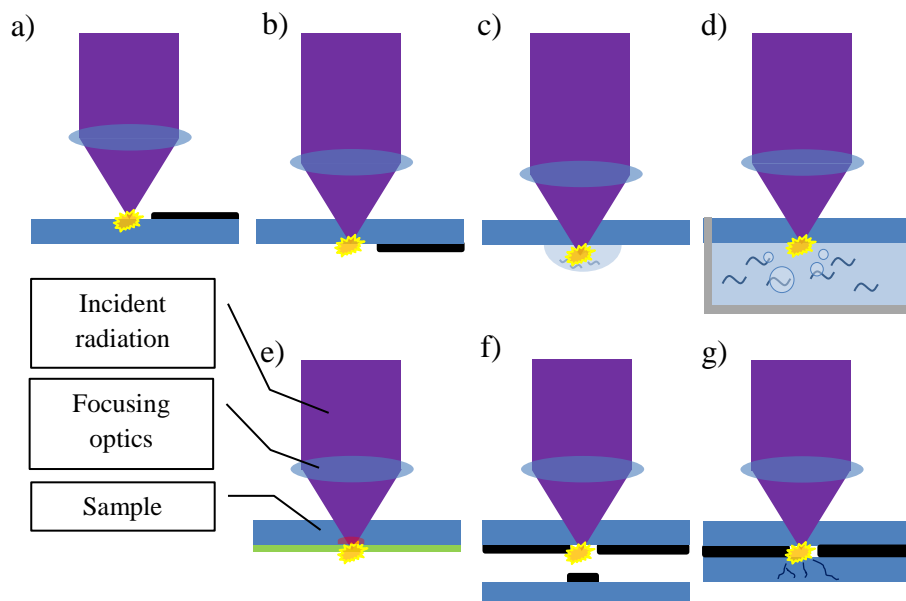 a)
b)
c)
d)
Incident
radiation
Focusing
optics
Sample
e)
f)
g)